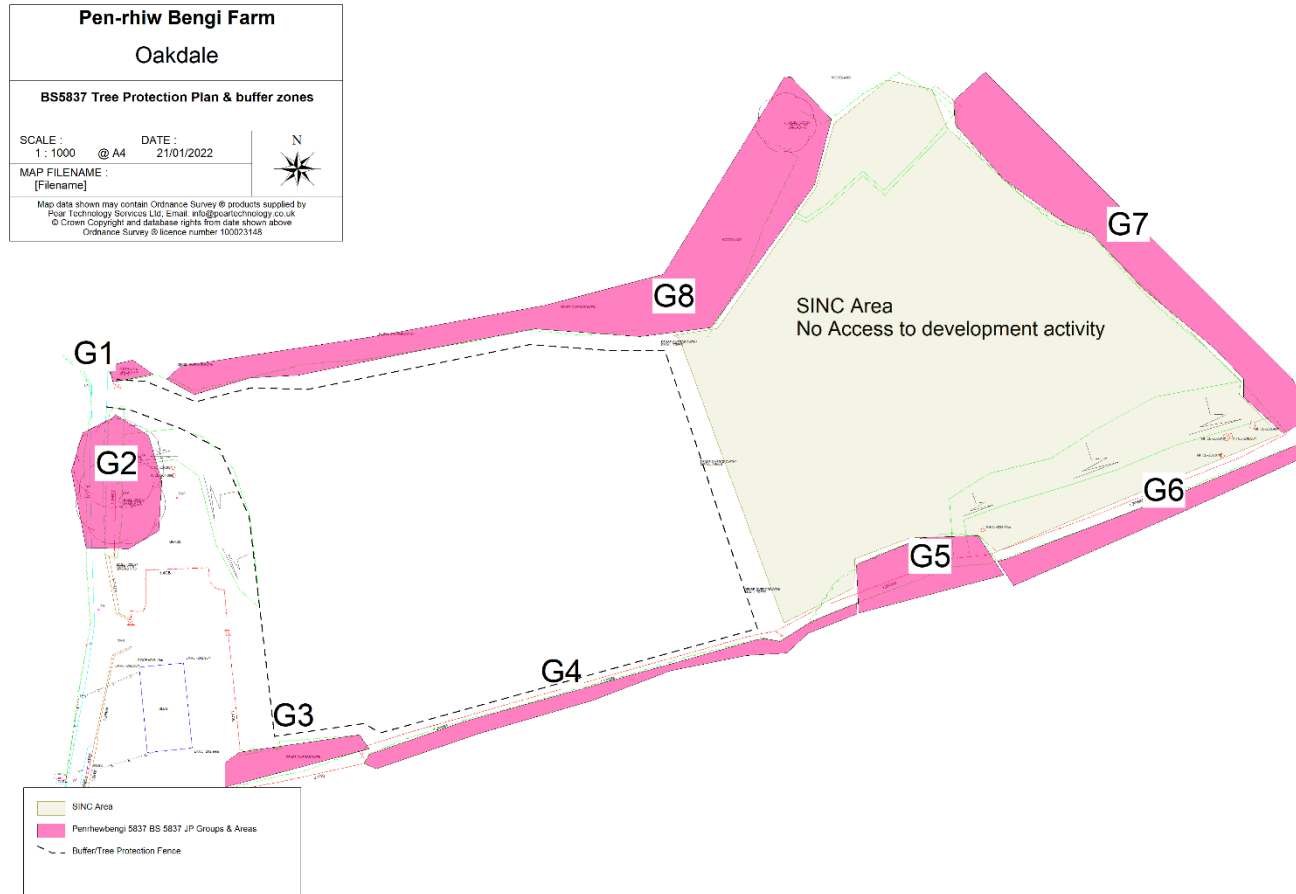 Pen-rhiw Bengi Farm
Oakdale
BS5837 Tree Protection Plan & buffer zones
SCALE : DATE :
1 : 1000 @ A4 21/01/2022
MAP FILENAME :
[Filename]
N
Map data shown may contain Ordnance Survey ® products supplied by
Pear Technology Services Ltd; Email: info@peartechnology.co.uk
© Crown Copyright and database rights from date shown above
Ordnance Survey ® licence number 100023148
WOODLAND
G7
WOODLAND
G8
SINC Area
No Access to development activity
G1
G2
G6
G5
G4
G3
SINC Area
Penrhewbengi 5837 BS 5837 JP Groups & Areas
Buffer/Tree Protection Fence